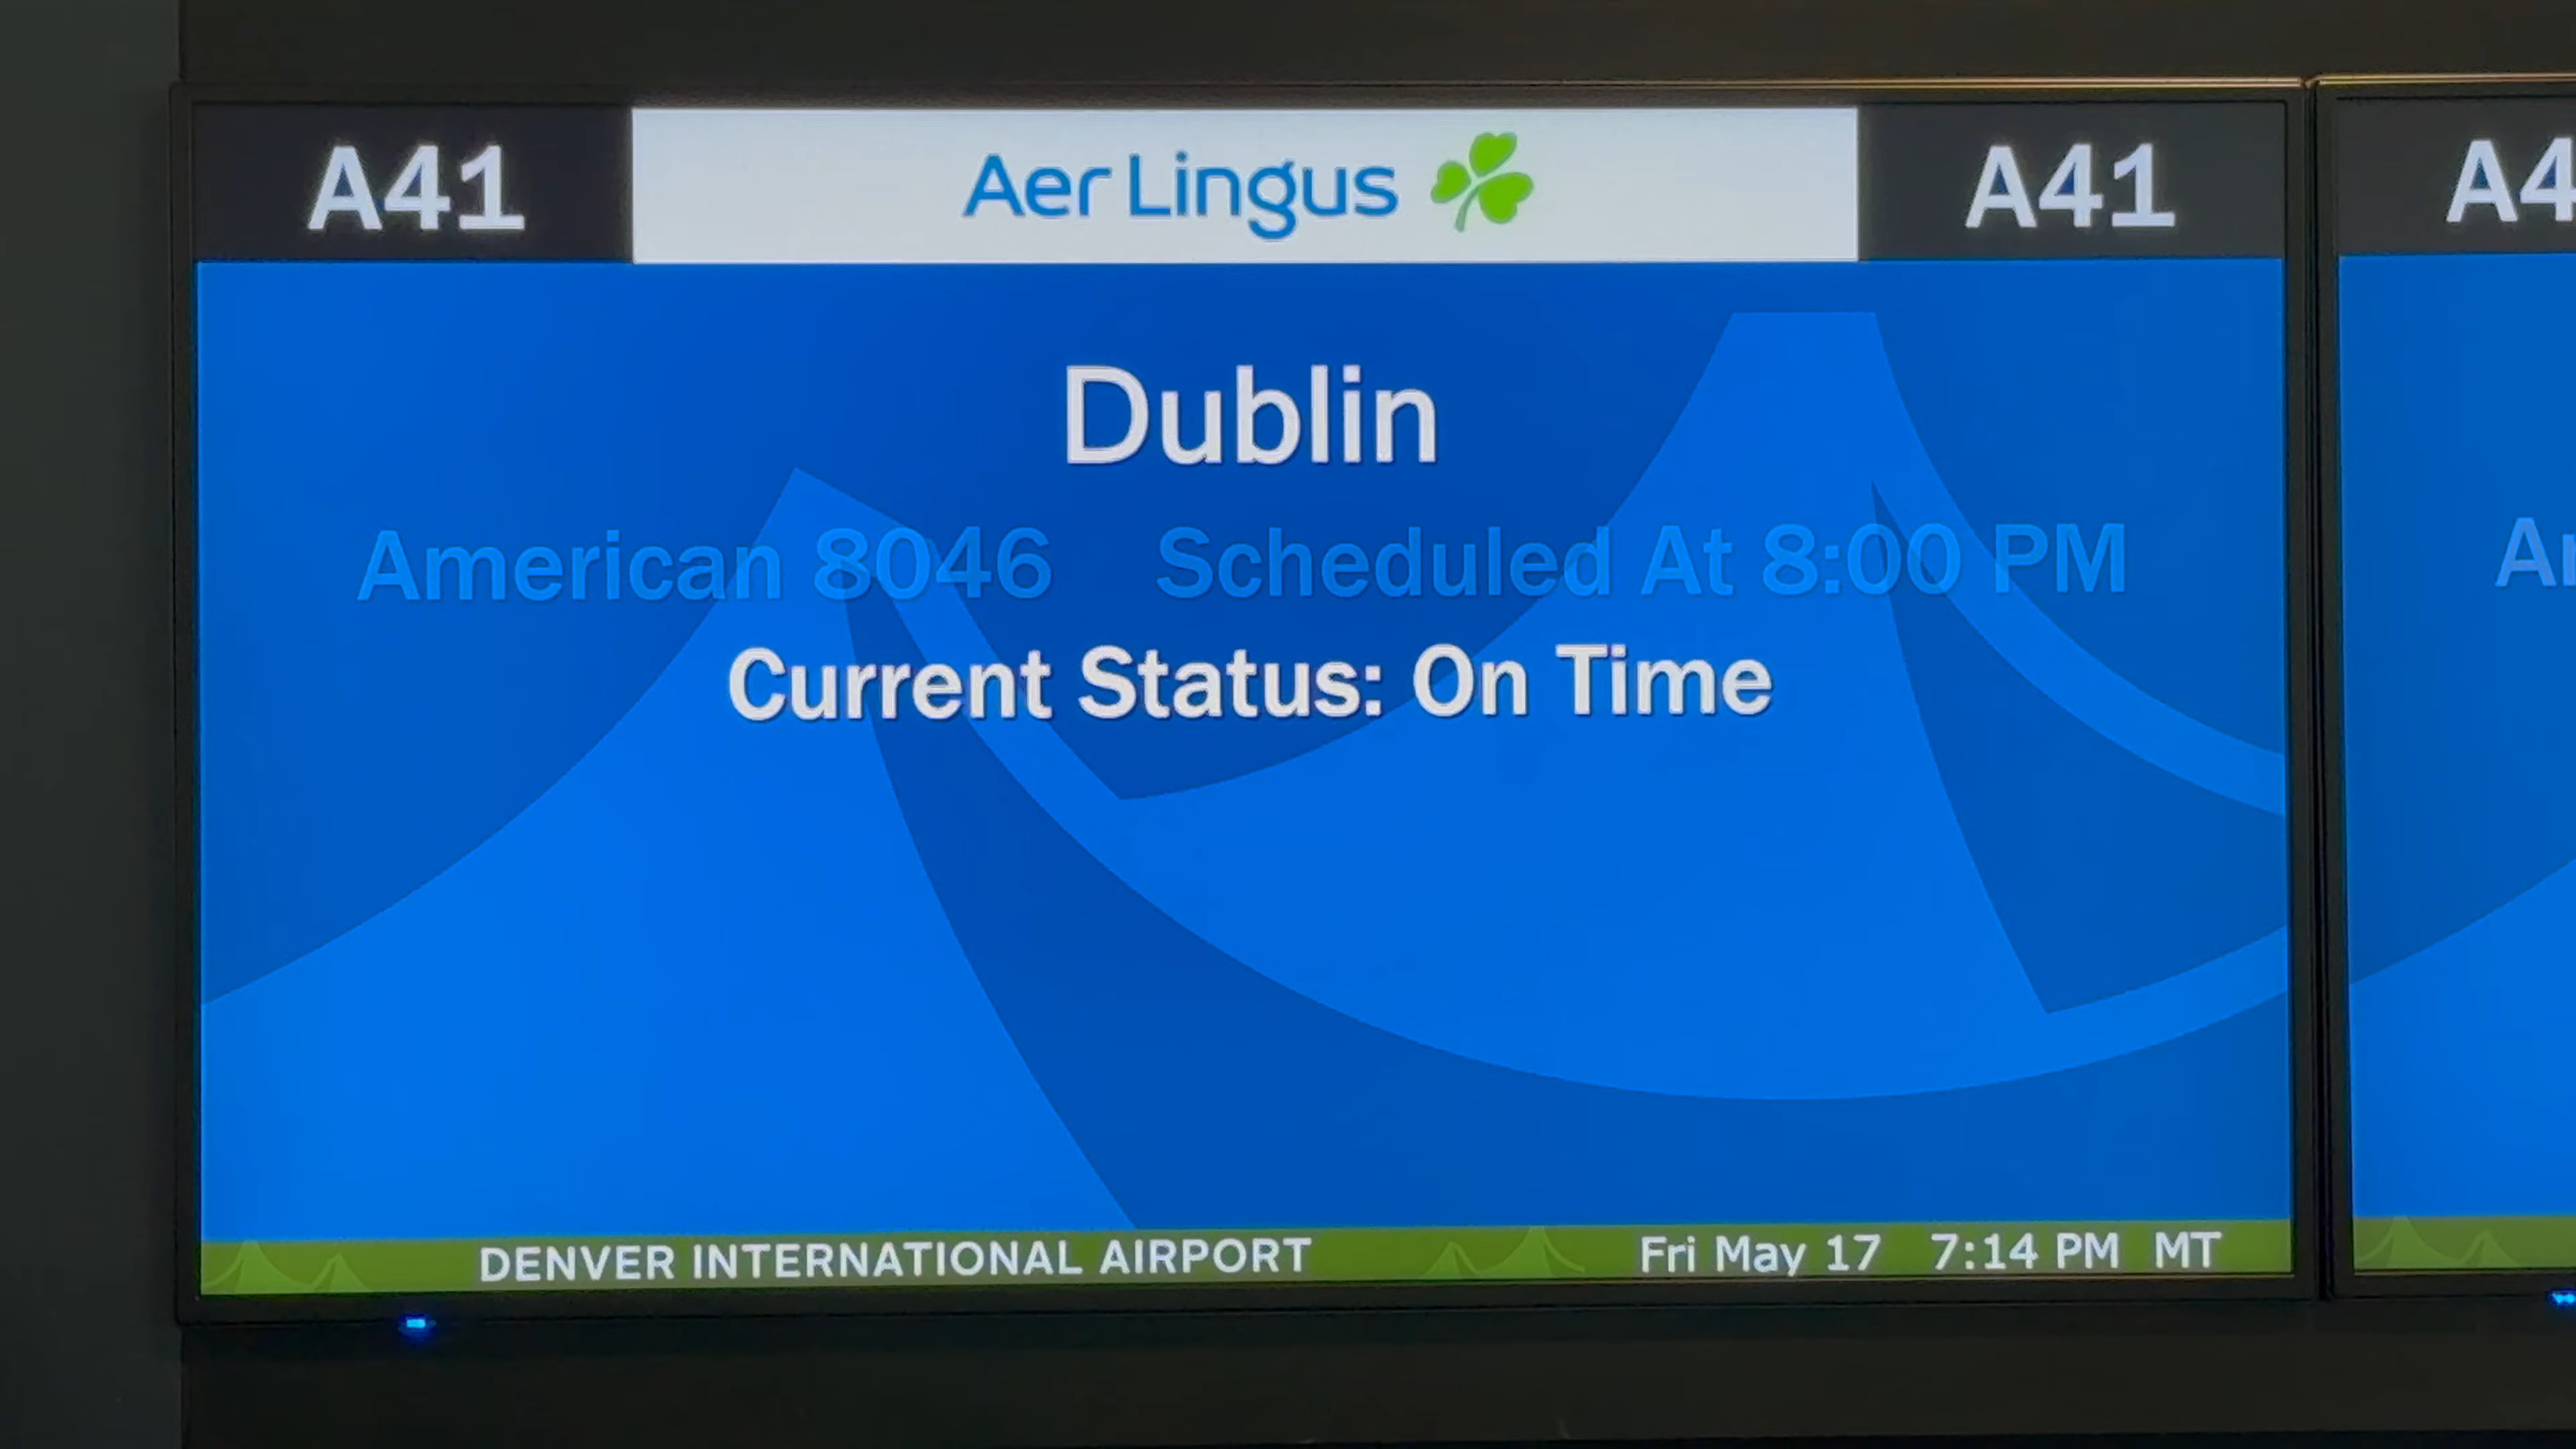 A41 Aer Lingus A41
Dublin
American 8046 Scheduled At 8:00 PM
Current Status: On Time
DENVER INTERNATIONAL AIRPORT Fri May 17 7:14 PM MT